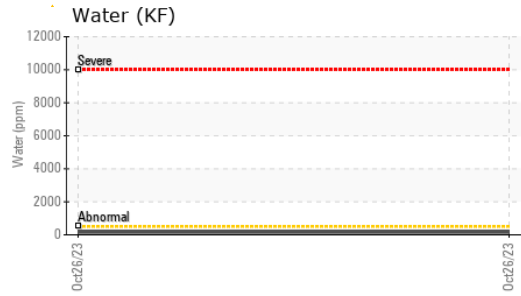 Water (KF)
12000
Severe
10000
8000
6000
4000
2000
Abnormal
0
Water (ppm)
Oct26/23
Oct26/23